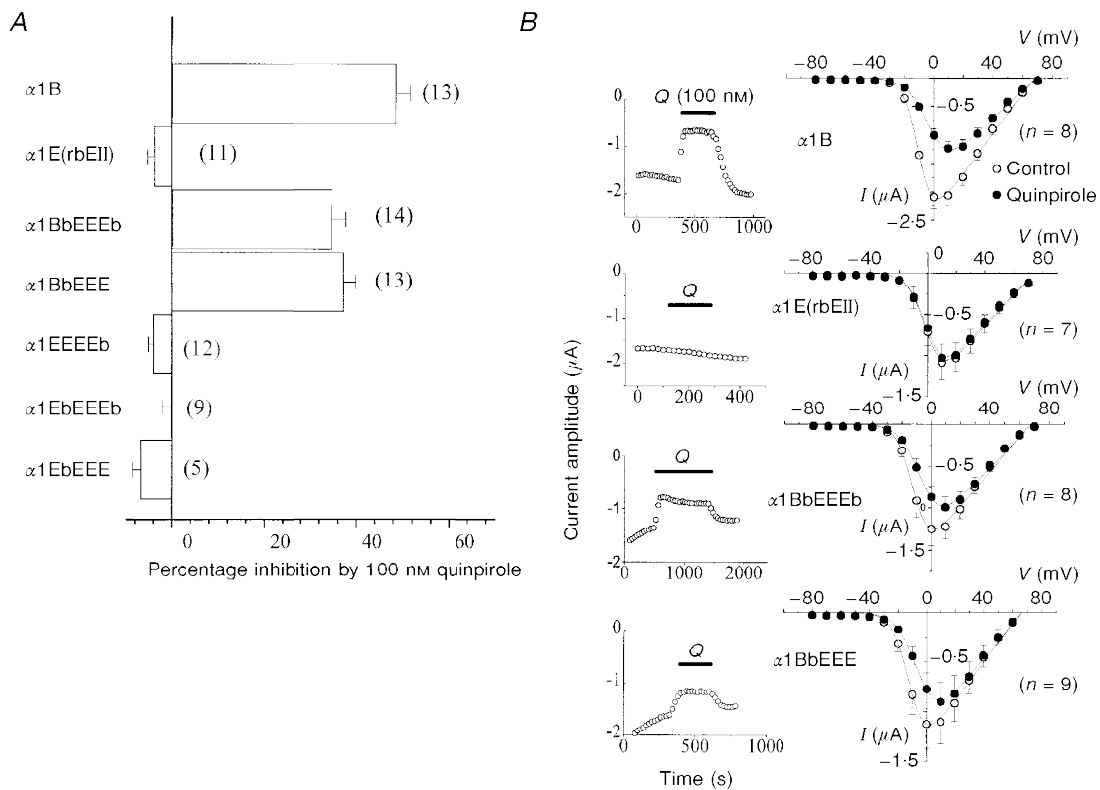 A
α1B (13)
α1E(rbEII) (11)
α1BbEEEb (14)
α1BbEEE (13)
α1EEEEb (12)
α1EbEEEb (9)
α1EbEEE (5)
0 20 40 60
Percentage inhibition by 100 nM quinpirole
B
Current amplitude (μA)
Q (100 nM)
0
−1
−2
0 500 1000
α1B
V (mV)
−80 −40 0 40 80
−0·5
(n = 8)
Control
Quinpirole
I (μA)
−2·5
Q
0
−1
−2
0 200 400
α1E(rbEII)
V (mV)
−80 −40 0 40 80
−0·5
(n = 7)
I (μA)
−1·5
Q
0
−1
−2
0 1000 2000
α1BbEEEb
V (mV)
−80 −40 0 40 80
−0·5
(n = 8)
I (μA)
−1·5
Q
0
−1
−2
0 500 1000
Time (s)
α1BbEEE
V (mV)
−80 −40 0 40 80
−0·5
(n = 9)
I (μA)
−1·5